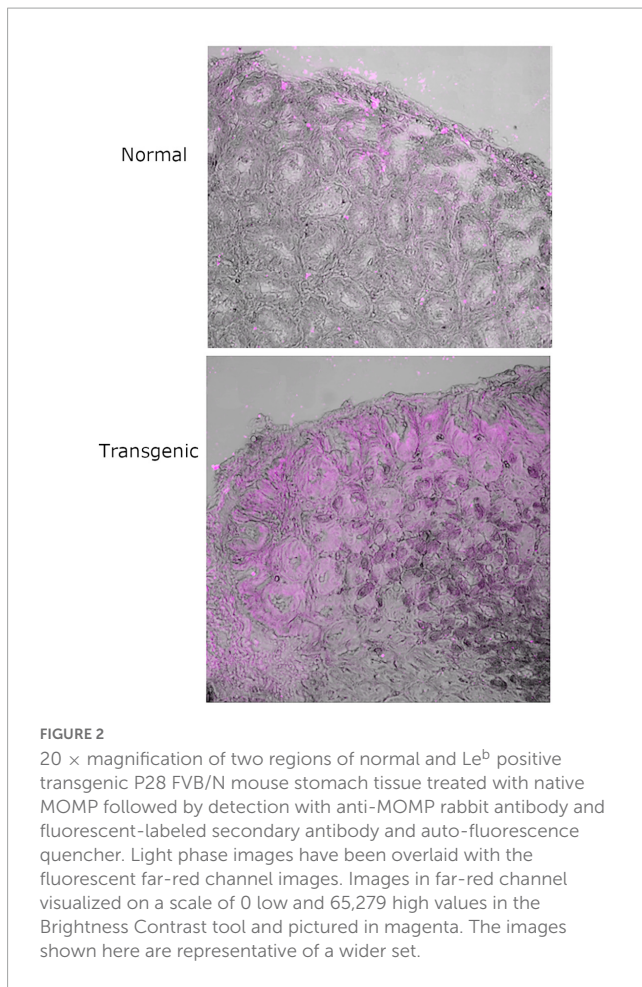 Normal
Transgenic
FIGURE 2
20 × magnification of two regions of normal and Leᵇ positive
transgenic P28 FVB/N mouse stomach tissue treated with native
MOMP followed by detection with anti-MOMP rabbit antibody and
fluorescent-labeled secondary antibody and auto-fluorescence
quencher. Light phase images have been overlaid with the
fluorescent far-red channel images. Images in far-red channel
visualized on a scale of 0 low and 65,279 high values in the
Brightness Contrast tool and pictured in magenta. The images
shown here are representative of a wider set.